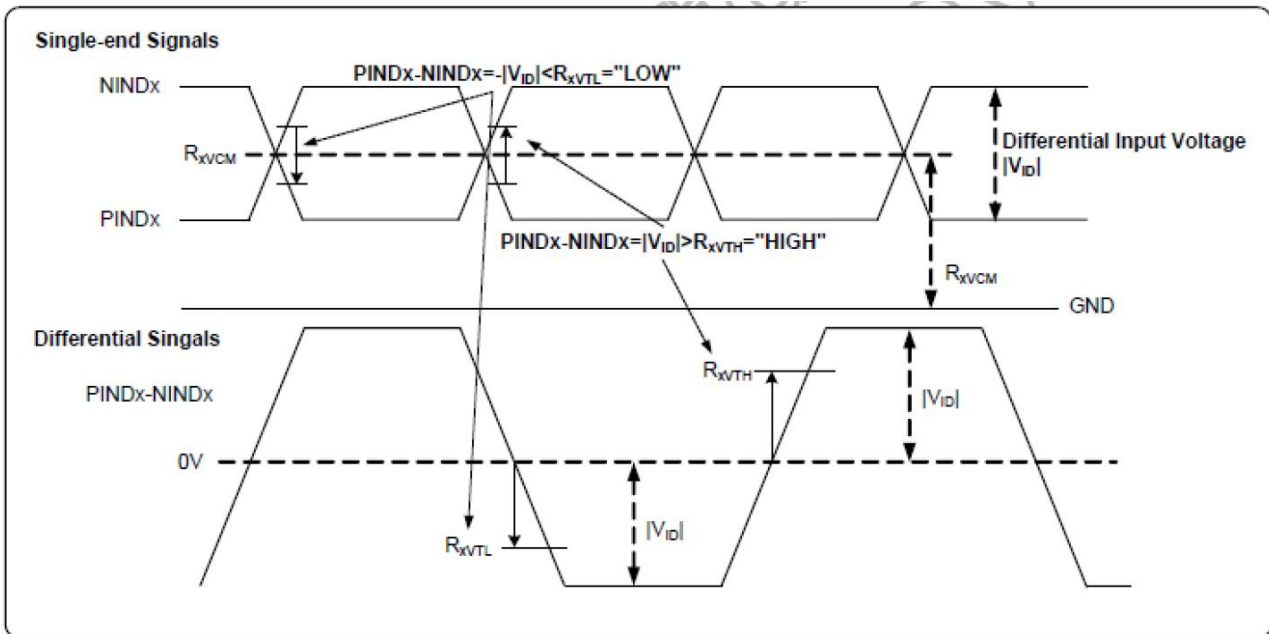 Single-end Signals
PINDx-NINDx=-|VID|<RxVTL="LOW"
NINDx
RxVCM
Differential Input Voltage
|VID|
PINDx
PINDx-NINDx=|VID|>RxVTH="HIGH"
RxVCM
GND
Differential Singals
RxVTH
PINDx-NINDx
|VID|
0V
|VID|
RxVTL